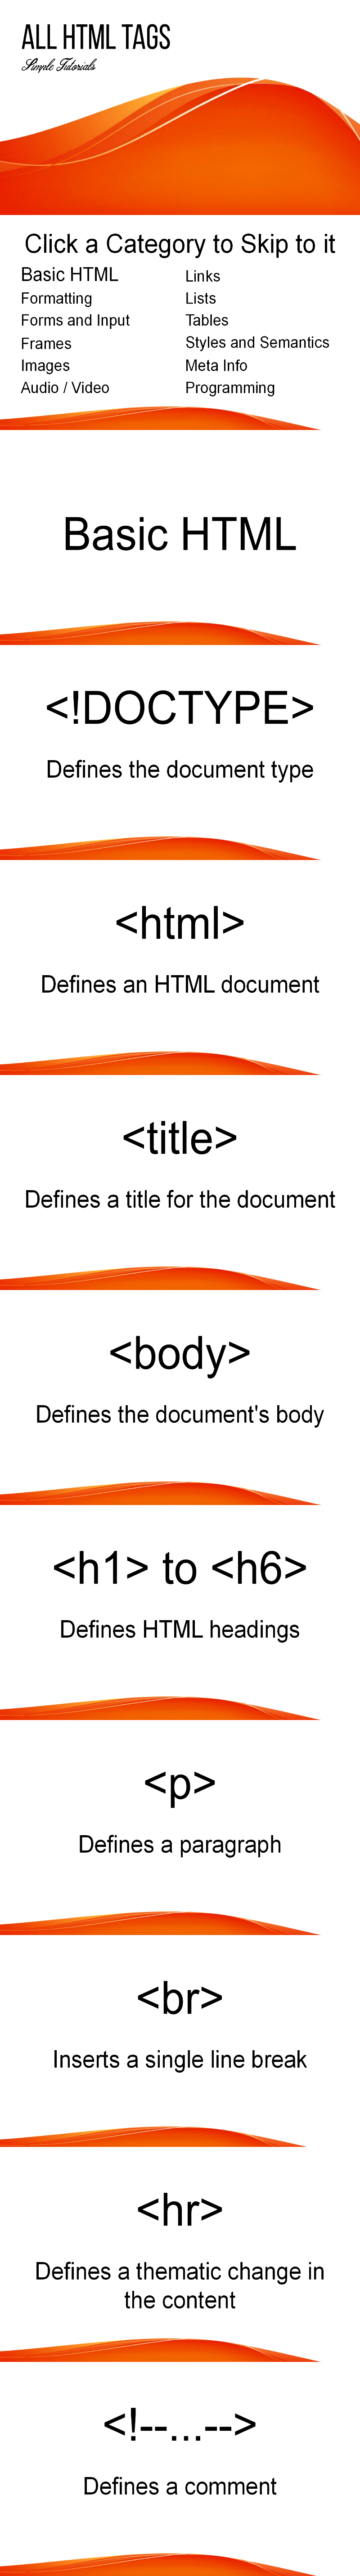 ALL HTML TAGS
Simple Tutorials
Click a Category to Skip to it
Basic HTML
Formatting
Forms and Input
Frames
Images
Audio / Video
Links
Lists
Tables
Styles and Semantics
Meta Info
Programming
Basic HTML
<!DOCTYPE>
Defines the document type
<html>
Defines an HTML document
<title>
Defines a title for the document
<body>
Defines the document's body
<h1> to <h6>
Defines HTML headings
<p>
Defines a paragraph
<br>
Inserts a single line break
<hr>
Defines a thematic change in
the content
<!--...-->
Defines a comment